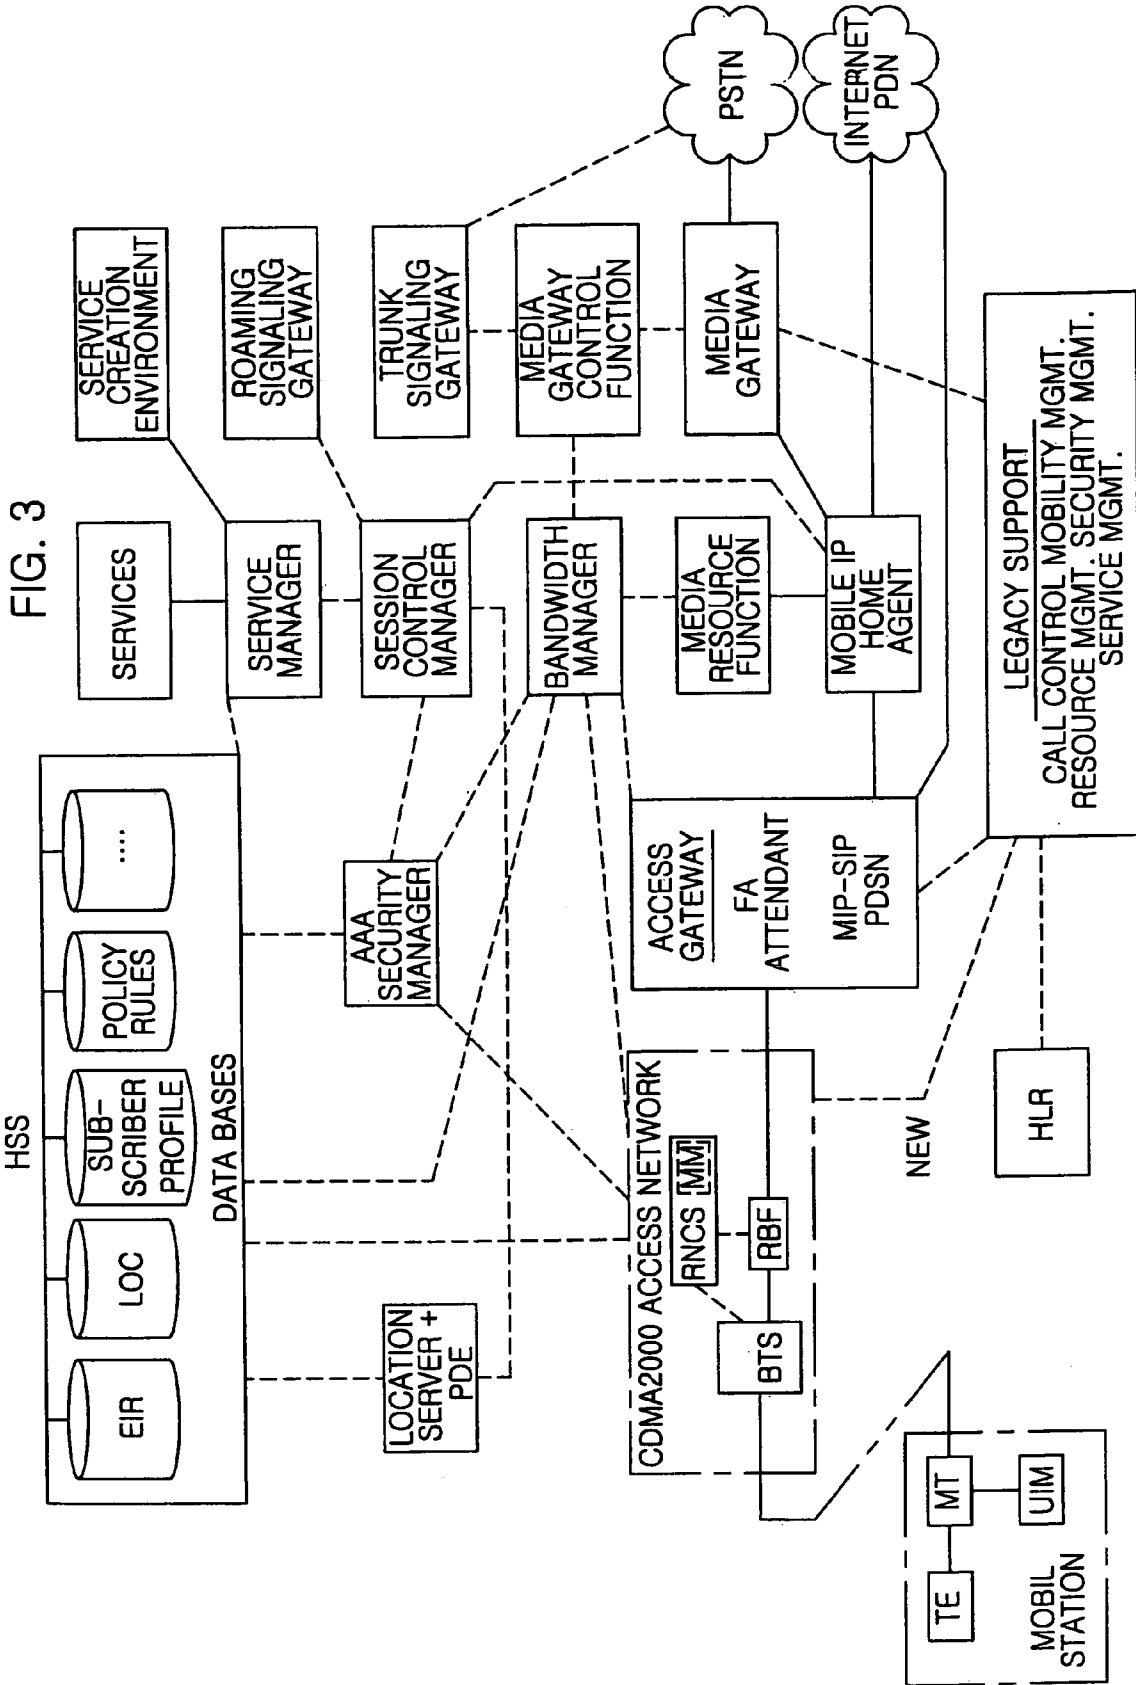 FIG. 3
HSS
EIR
LOC
SUB-
SCRIBER
PROFILE
POLICY
RULES
....
DATA BASES
SERVICES
SERVICE
CREATION
ENVIRONMENT
SERVICE
MANAGER
ROAMING
SIGNALING
GATEWAY
LOCATION
SERVER +
PDE
AAA
SECURITY
MANAGER
SESSION
CONTROL
MANAGER
TRUNK
SIGNALING
GATEWAY
BANDWIDTH
MANAGER
MEDIA
GATEWAY
CONTROL
FUNCTION
CDMA2000 ACCESS NETWORK
RNCS
MM
BTS
RBF
ACCESS
GATEWAY
FA
ATTENDANT
MIP-SIP
PDSN
MEDIA
RESOURCE
FUNCTION
MEDIA
GATEWAY
PSTN
MOBILE IP
HOME
AGENT
INTERNET
PDN
TE
MT
UIM
MOBIL
STATION
NEW
HLR
LEGACY SUPPORT
CALL CONTROL MOBILITY MGMT.
RESOURCE MGMT. SECURITY MGMT.
SERVICE MGMT.